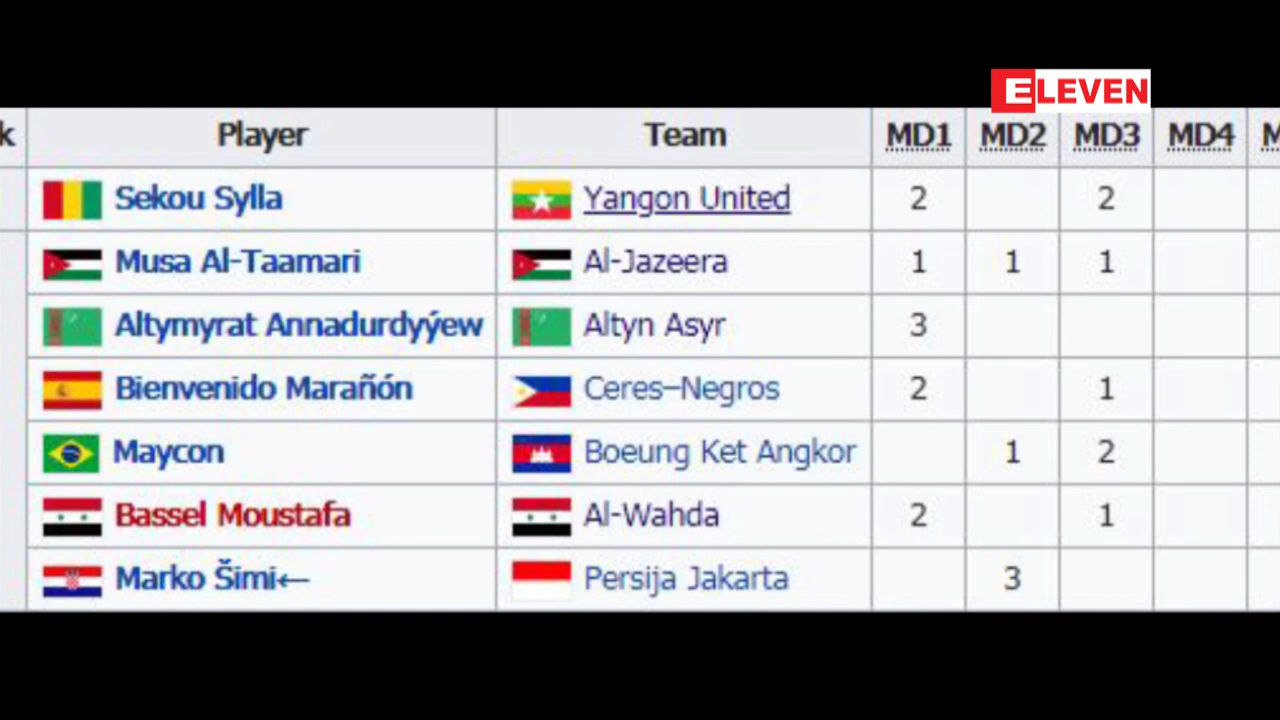 ELEVEN
k Player Team MD1 MD2 MD3 MD4 M
Sekou Sylla Yangon United 2 2
Musa Al-Taamari Al-Jazeera 1 1 1
Altymyrat Annadurdyýew Altyn Asyr 3
Bienvenido Marañón Ceres–Negros 2 1
Maycon Boeung Ket Angkor 1 2
Bassel Moustafa Al-Wahda 2 1
Marko Šimi← Persija Jakarta 3